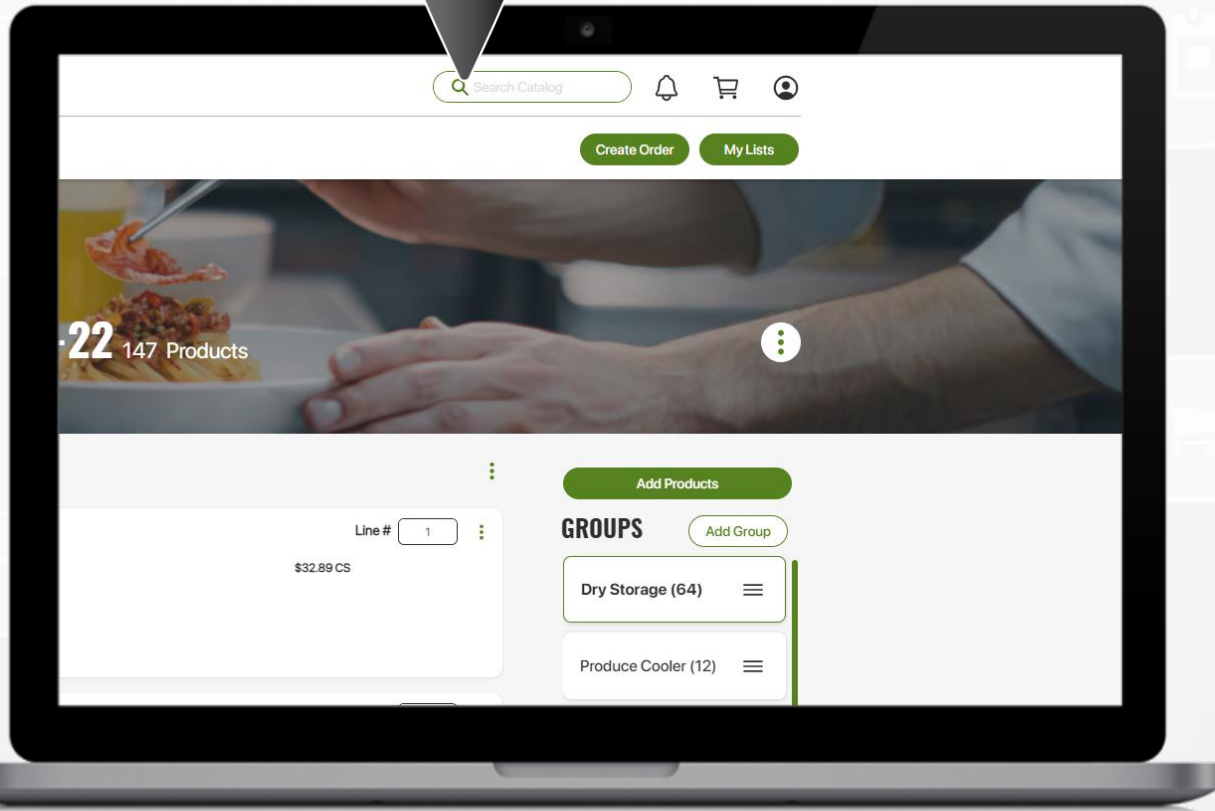 Search Catalog
Create Order My Lists
-22 147 Products
Add Products
Line # 1
GROUPS Add Group
$32.89 CS
Dry Storage (64)
Produce Cooler (12)